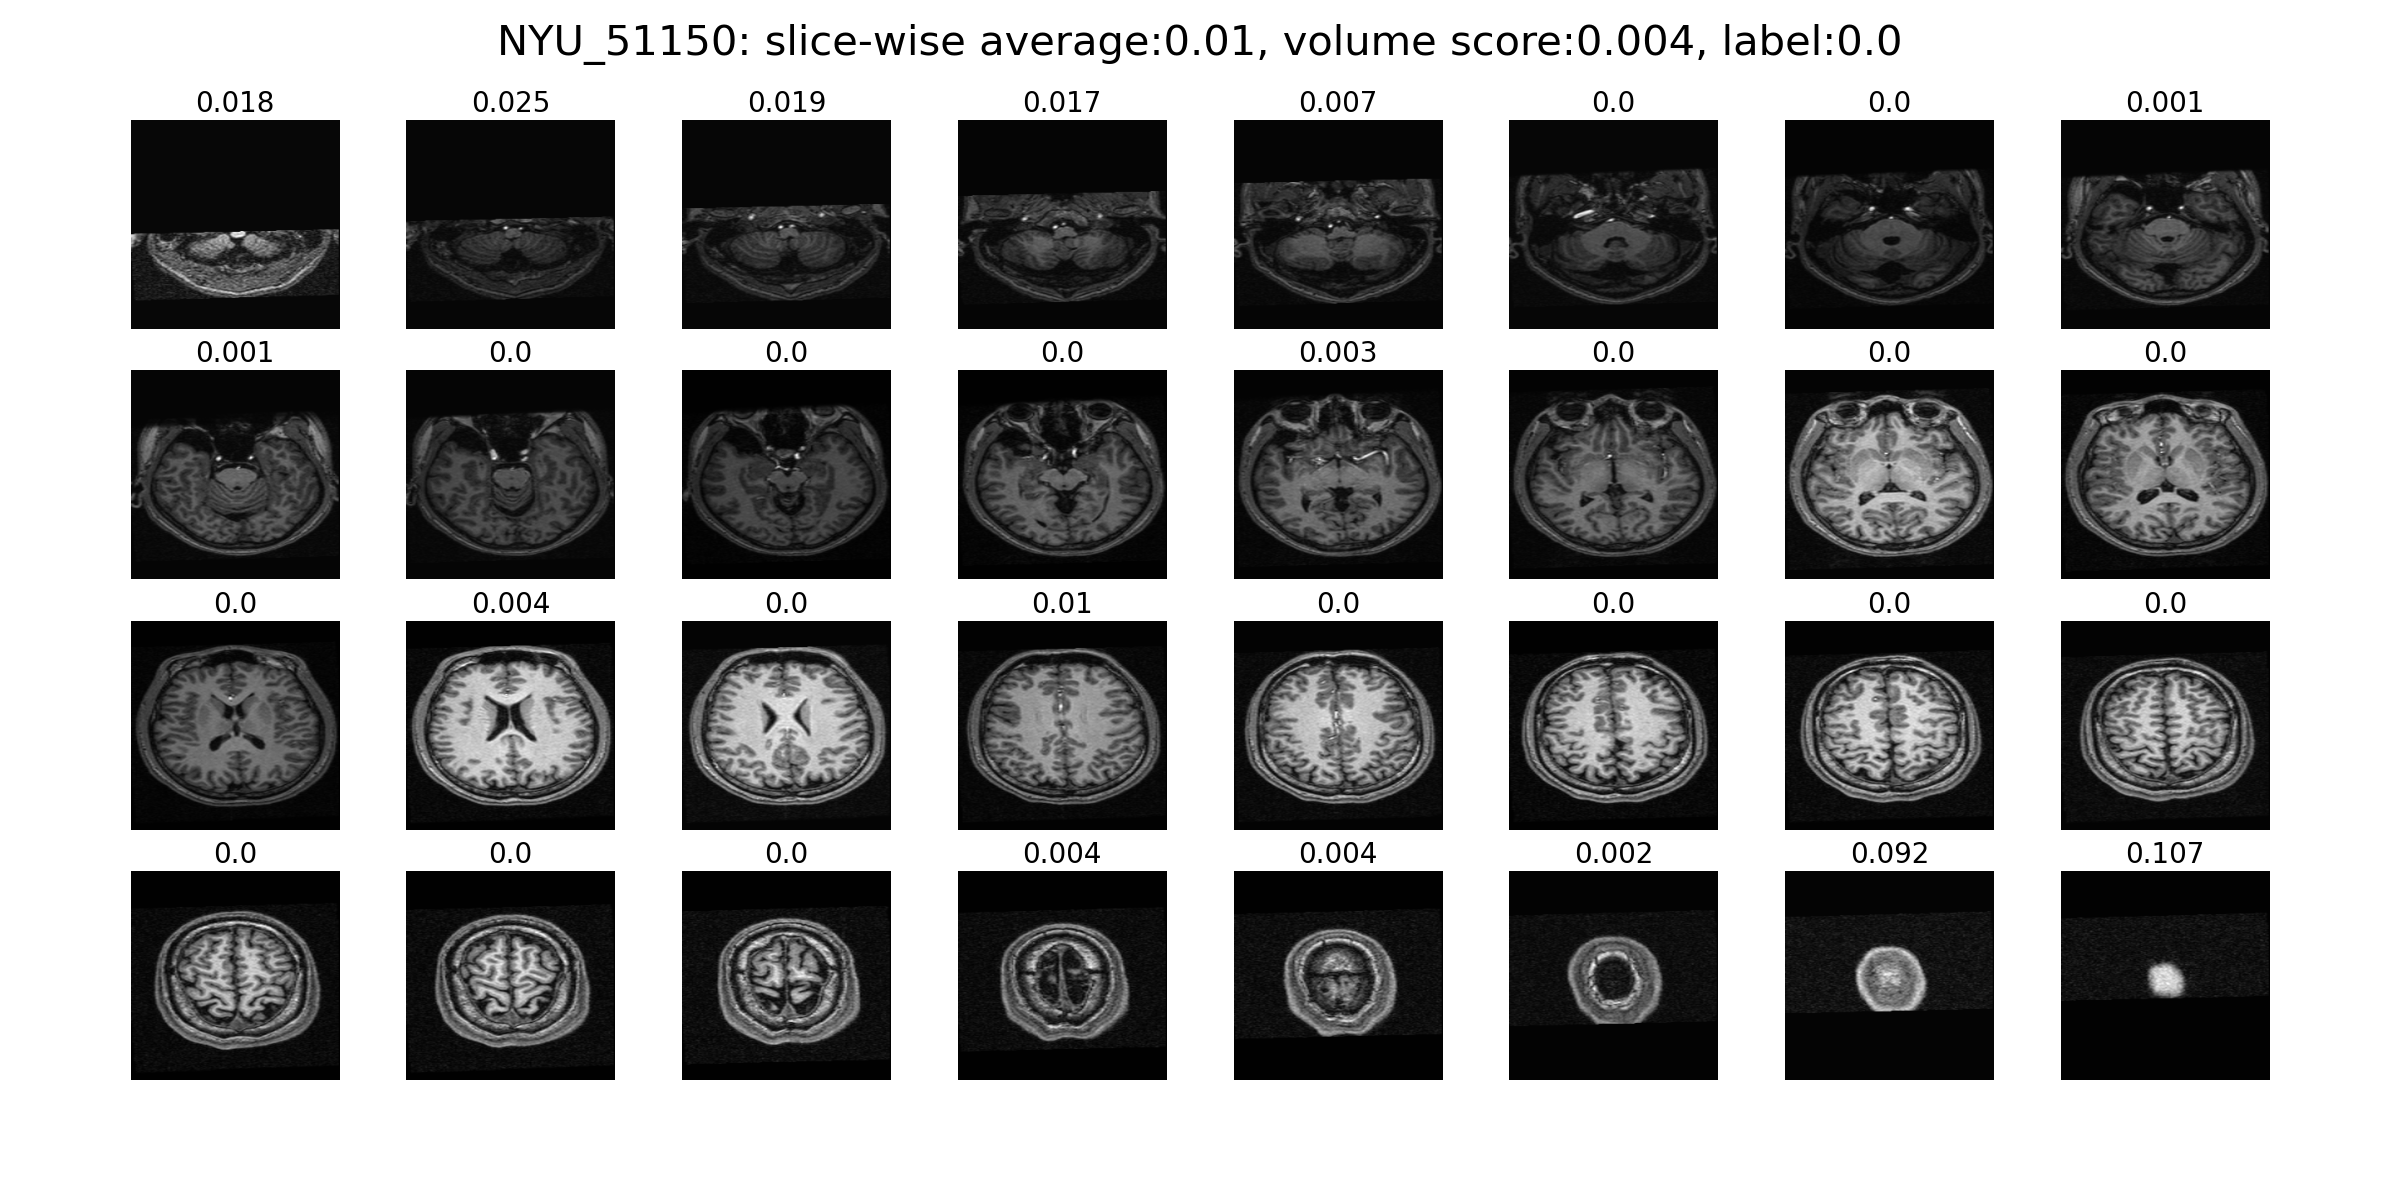 NYU_51150: slice-wise average:0.01, volume score:0.004, label:0.0
0.018 0.025 0.019 0.017 0.007 0.0 0.0 0.001
0.001 0.0 0.0 0.0 0.003 0.0 0.0 0.0
0.0 0.004 0.0 0.01 0.0 0.0 0.0 0.0
0.0 0.0 0.0 0.004 0.004 0.002 0.092 0.107